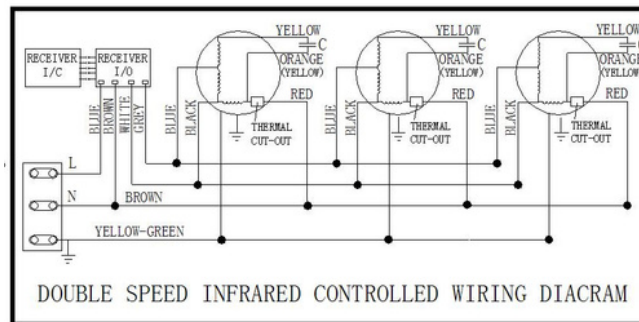 YELLOW
C
ORANGE
(YELLOW)
RED
BLUE
BLACK
THERMAL
CUT-OUT
YELLOW
C
ORANGE
(YELLOW)
RED
BLUE
BLACK
THERMAL
CUT-OUT
YELLOW
C
ORANGE
(YELLOW)
RED
BLUE
BLACK
THERMAL
CUT-OUT
RECEIVER
I/C
RECEIVER
I/O
BLUE
BROWN
WHITE
GREY
L
N
BROWN
YELLOW-GREEN
DOUBLE SPEED INFRARED CONTROLLED WIRING DIACRAM